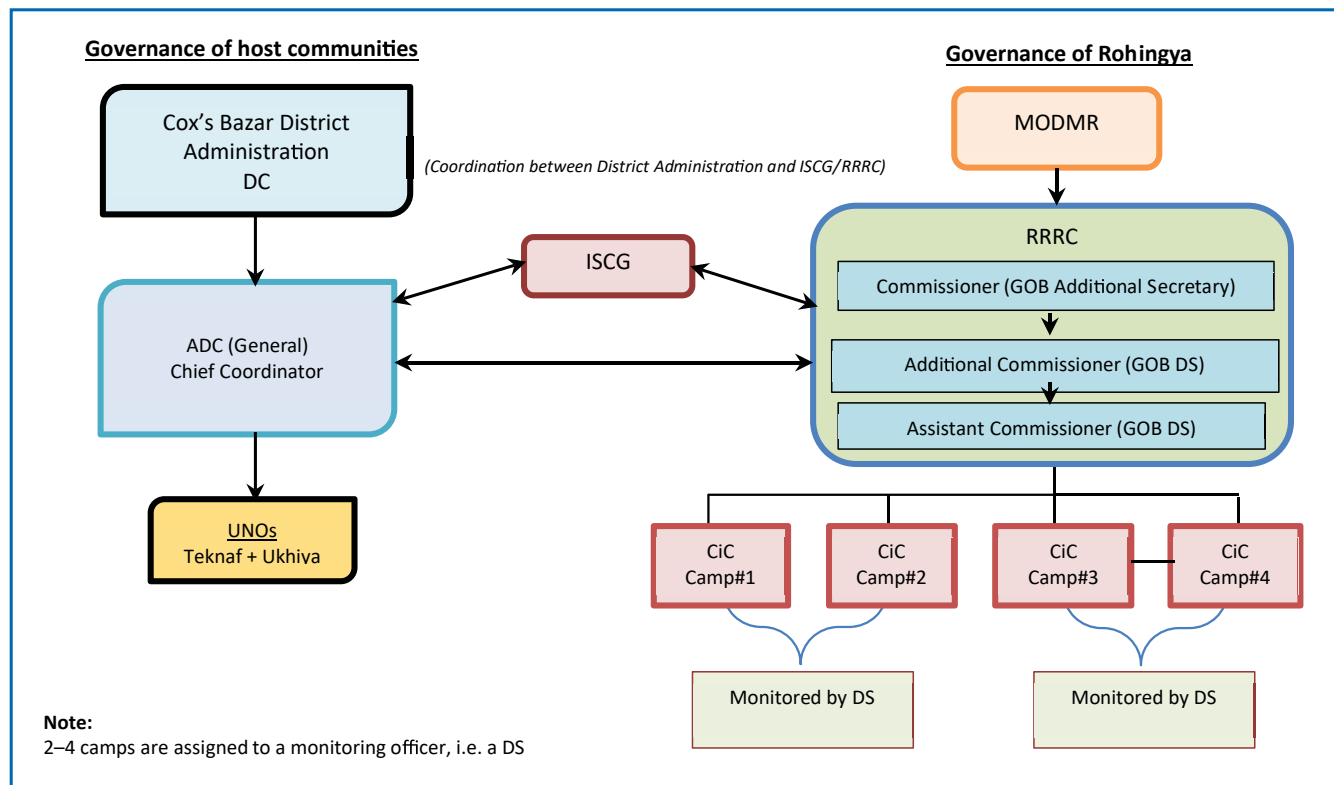 Governance of host communities
Cox's Bazar District
Administration
DC
(Coordination between District Administration and ISCG/RRRC)
ADC (General)
Chief Coordinator
UNOs
Teknaf + Ukhiya
ISCG
Governance of Rohingya
MODMR
RRRC
Commissioner (GOB Additional Secretary)
Additional Commissioner (GOB DS)
Assistant Commissioner (GOB DS)
CiC
Camp#1
CiC
Camp#2
CiC
Camp#3
CiC
Camp#4
Monitored by DS
Monitored by DS
Note:
2–4 camps are assigned to a monitoring officer, i.e. a DS